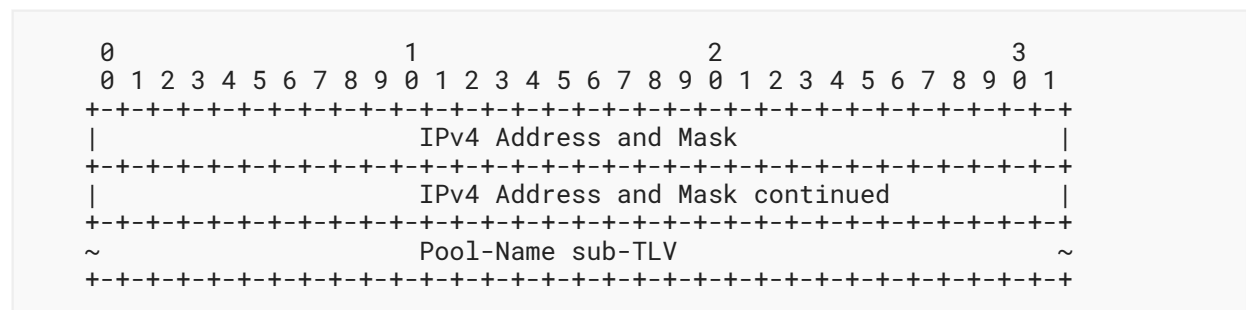 0                   1                   2                   3
 0 1 2 3 4 5 6 7 8 9 0 1 2 3 4 5 6 7 8 9 0 1 2 3 4 5 6 7 8 9 0 1
+-+-+-+-+-+-+-+-+-+-+-+-+-+-+-+-+-+-+-+-+-+-+-+-+-+-+-+-+-+-+-+-+
|                     IPv4 Address and Mask                     |
+-+-+-+-+-+-+-+-+-+-+-+-+-+-+-+-+-+-+-+-+-+-+-+-+-+-+-+-+-+-+-+-+
|                     IPv4 Address and Mask continued           |
+-+-+-+-+-+-+-+-+-+-+-+-+-+-+-+-+-+-+-+-+-+-+-+-+-+-+-+-+-+-+-+-+
~                     Pool-Name sub-TLV                         ~
+-+-+-+-+-+-+-+-+-+-+-+-+-+-+-+-+-+-+-+-+-+-+-+-+-+-+-+-+-+-+-+-+